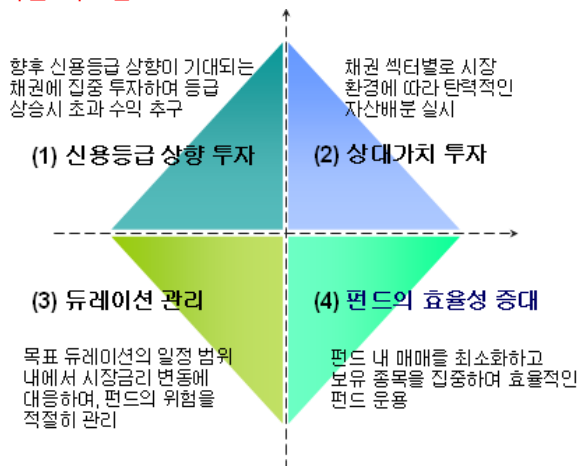 향후 신용등급 상향이 기대되는
채권에 집중 투자하며 등급
상승시 초과 수익 추구
(1) 신용등급 상향 투자
채권 섹터별로 시장
환경에 따라 탄력적인
자산배분 실시
(2) 상대가치 투자
(3) 듀레이션 관리
목표 듀레이션의 일정 범위
내에서 시장금리 변동에
대응하여, 펀드의 위험을
적절히 관리
(4) 펀드의 효율성 증대
펀드 내 매매를 최소화하고
보유 종목을 집중하여 효율적인
펀드 운용